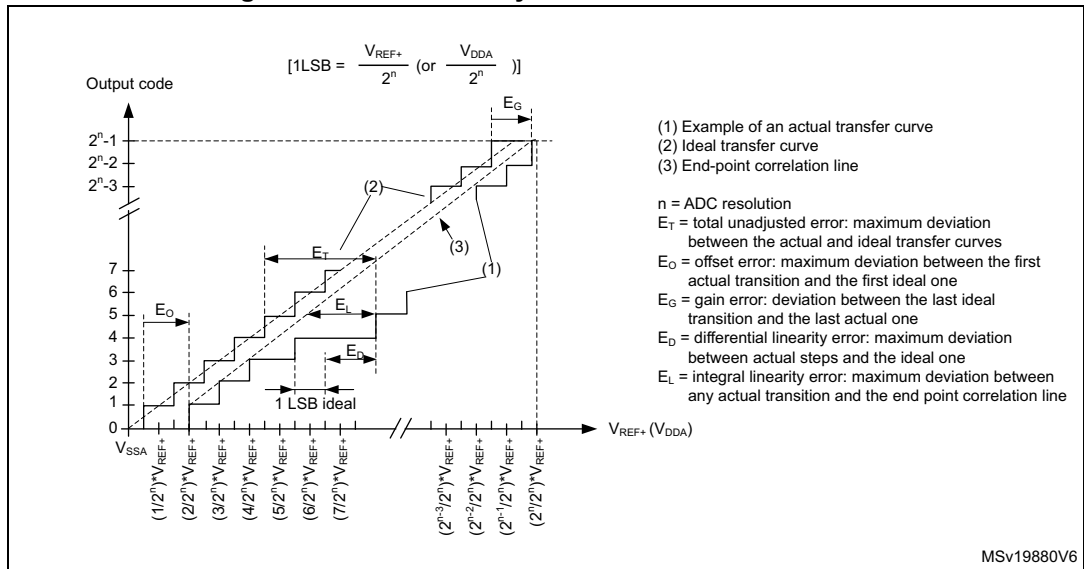 [1LSB = V_REF+ / 2^n (or V_DDA / 2^n )]
Output code
E_G
2^n-1
2^n-2
2^n-3
(2)
(3)
E_T
(1)
7
6
5
4
3
2
1
0
E_O
E_L
E_D
1 LSB ideal
V_SSA
V_REF+ (V_DDA)
(1/2^n)*V_REF+
(2/2^n)*V_REF+
(3/2^n)*V_REF+
(4/2^n)*V_REF+
(5/2^n)*V_REF+
(6/2^n)*V_REF+
(7/2^n)*V_REF+
(2^n-3/2^n)*V_REF+
(2^n-2/2^n)*V_REF+
(2^n-1/2^n)*V_REF+
(2^n/2^n)*V_REF+
(1) Example of an actual transfer curve
(2) Ideal transfer curve
(3) End-point correlation line
n = ADC resolution
E_T = total unadjusted error: maximum deviation
between the actual and ideal transfer curves
E_O = offset error: maximum deviation between the first
actual transition and the first ideal one
E_G = gain error: deviation between the last ideal
transition and the last actual one
E_D = differential linearity error: maximum deviation
between actual steps and the ideal one
E_L = integral linearity error: maximum deviation between
any actual transition and the end point correlation line
MSv19880V6